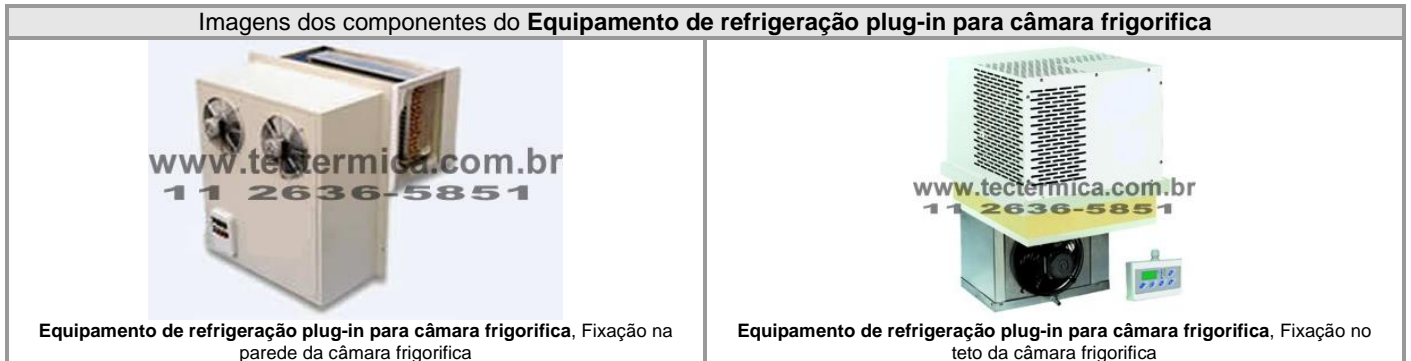 Imagens dos componentes do Equipamento de refrigeração plug-in para câmara frigorifica
www.tectermica.com.br
11 2636-5851
Equipamento de refrigeração plug-in para câmara frigorifica, Fixação na
parede da câmara frigorifica
www.tectermica.com.br
11 2636-5851
Equipamento de refrigeração plug-in para câmara frigorifica, Fixação no
teto da câmara frigorifica